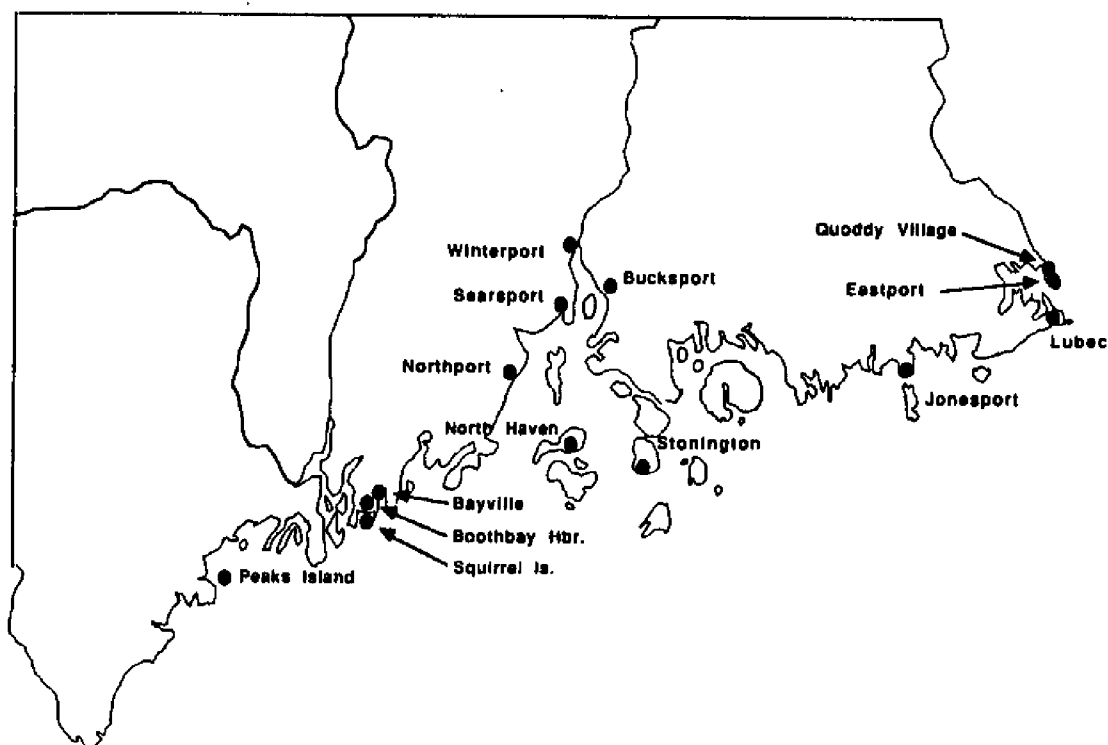 Quoddy Village
Winterport
Bucksport
Eastport
Searsport
Lubec
Northport
Jonesport
North Haven
Stonington
Bayville
Boothbay Hbr.
Squirrel Is.
Peaks Island